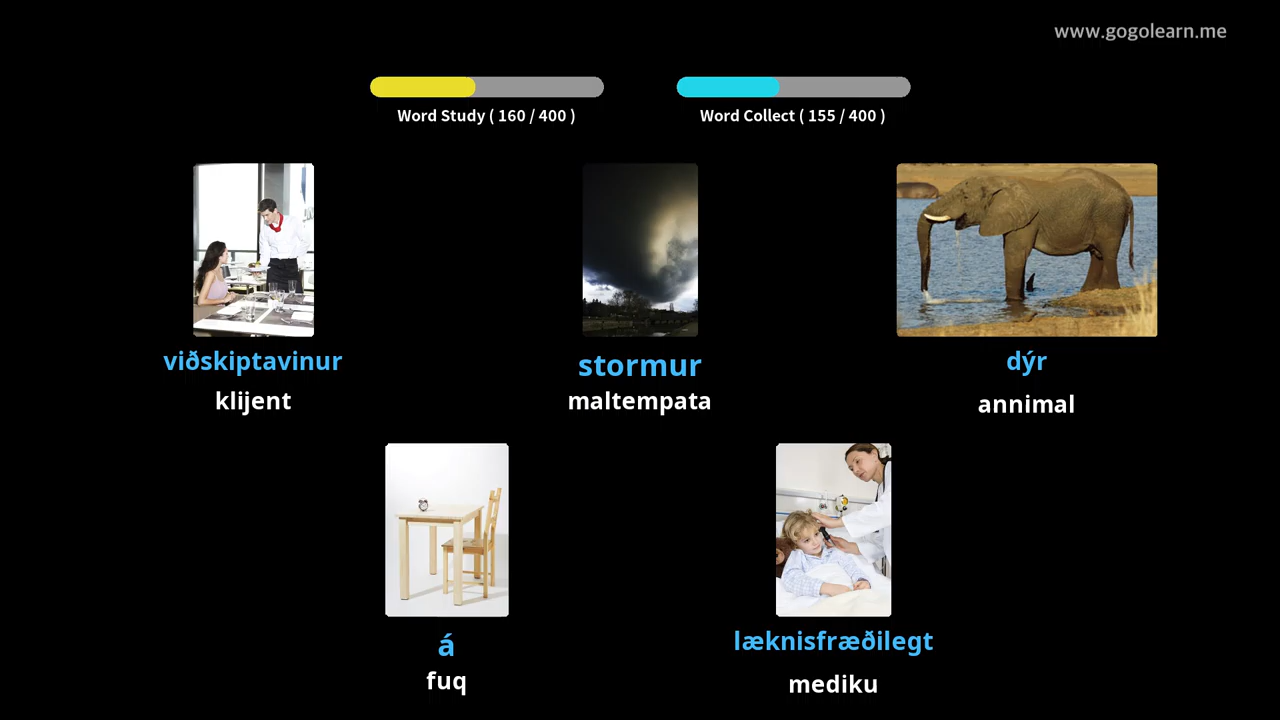 www.gogolearn.me
Word Study ( 160 / 400 )
Word Collect ( 155 / 400 )
viðskiptavinur
klijent
stormur
maltempata
dýr
annimal
á
fuq
læknisfræðilegt
mediku